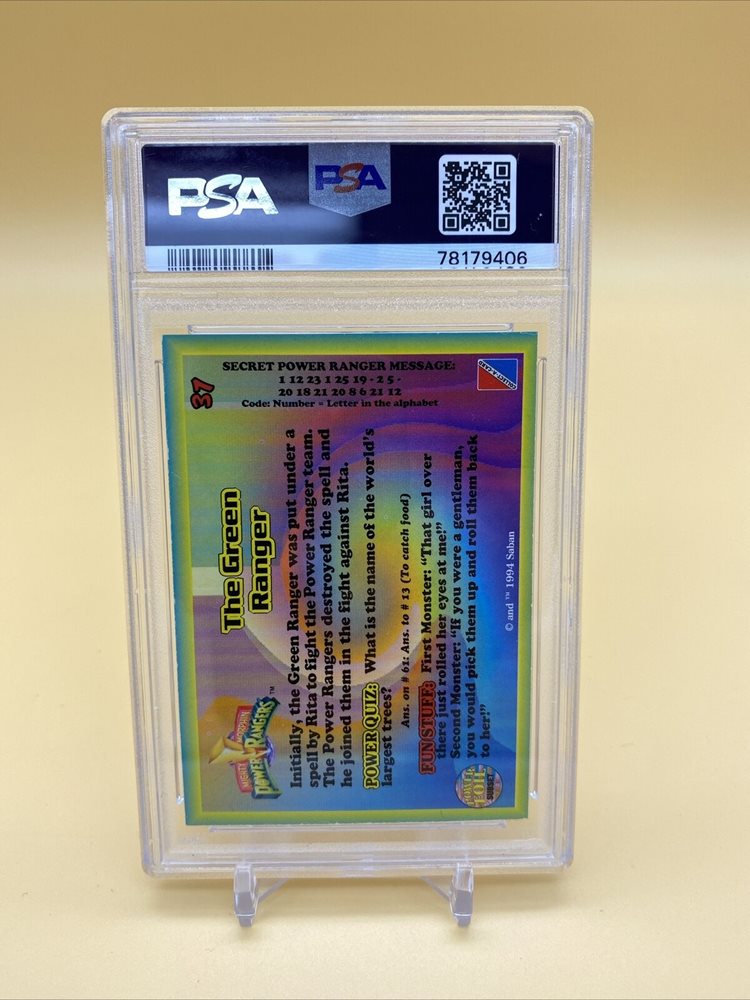 PSA
PSA
78179406
37
SECRET POWER RANGER MESSAGE:
1 12 23 1 25 19 - 2 5 -
20 18 21 20 8 6 21 12
Code: Number = Letter in the alphabet
The Green
Ranger
MIGHTY MORPHIN
POWER RANGERS™
Initially, the Green Ranger was put under a
spell by Rita to fight the Power Ranger team.
The Power Rangers destroyed the spell and
he joined them in the fight against Rita.
POWER QUIZ: What is the name of the world's
largest trees?
Ans. on # 61: Ans. to # 13 (To catch food)
FUN STUFF: First Monster: "That girl over
there just rolled her eyes at me!"
Second Monster: "If you were a gentleman,
you would pick them up and roll them back
to her!"
POWER
FOIL
SUBSET
© and ™ 1994 Saban